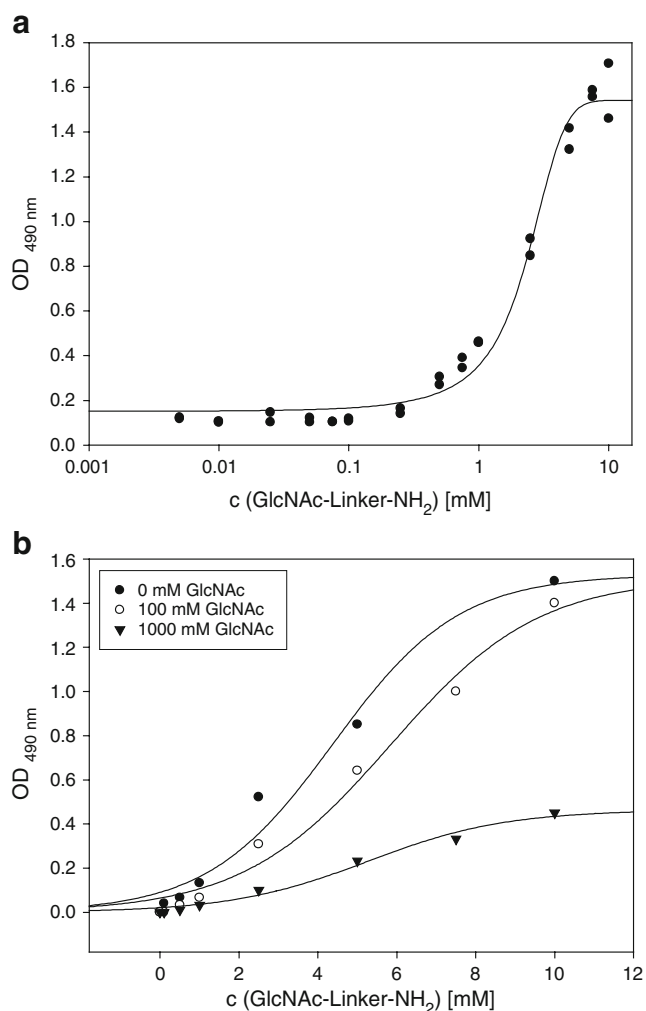 a
1.8
1.6
1.4
1.2
1.0
0.8
0.6
0.4
0.2
0.0
OD 490 nm
0.001 0.01 0.1 1 10
c (GlcNAc-Linker-NH₂) [mM]
b
1.6
1.4
1.2
1.0
0.8
0.6
0.4
0.2
0.0
OD 490 nm
0 mM GlcNAc
100 mM GlcNAc
1000 mM GlcNAc
0 2 4 6 8 10 12
c (GlcNAc-Linker-NH₂) [mM]